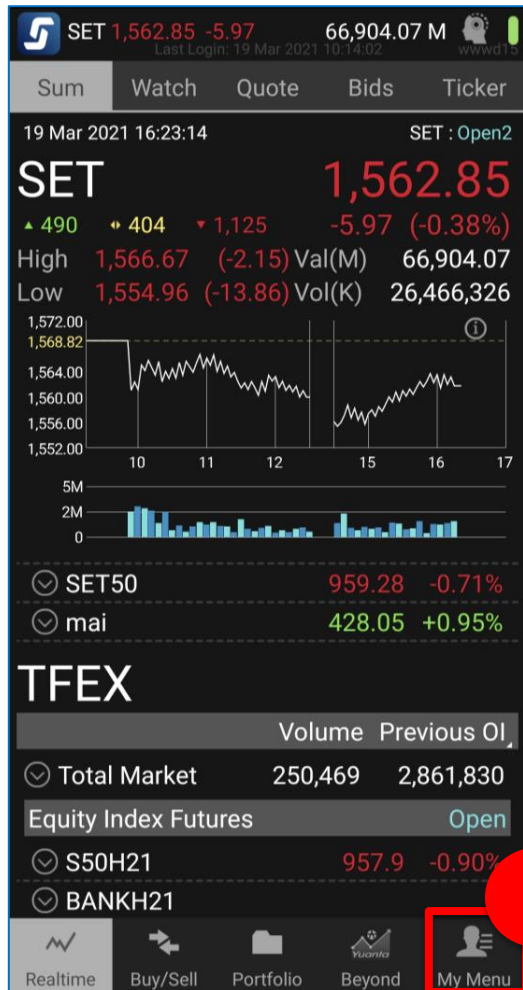 SET 1,562.85 -5.97 66,904.07 M
Last Login: 19 Mar 2021 10:14:02 wwwd15
Sum Watch Quote Bids Ticker
19 Mar 2021 16:23:14 SET : Open2
SET 1,562.85
490 404 1,125 -5.97 (-0.38%)
High 1,566.67 (-2.15) Val(M) 66,904.07
Low 1,554.96 (-13.86) Vol(K) 26,466,326
1,572.00
1,568.82
1,564.00
1,560.00
1,556.00
1,552.00
10 11 12 15 16 17
5M
2M
0
SET50 959.28 -0.71%
mai 428.05 +0.95%
TFEX
Volume Previous OI
Total Market 250,469 2,861,830
Equity Index Futures Open
S50H21 957.9 -0.90%
BANKH21
Yuanta
Realtime Buy/Sell Portfolio Beyond My Menu